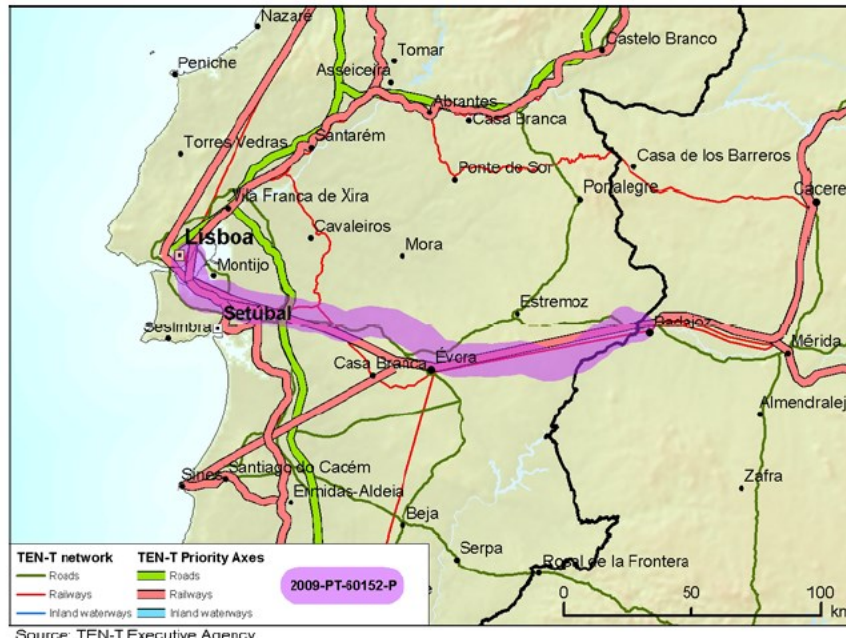 Nazaré
Peniche
Tomar
Asseiceira
Castelo Branco
Abrantes
Casa Branca
Torres Vedras
Santarém
Ponte de Sor
Casa de los Barreros
Portalegre
Vila Franca de Xira
Cavaleiros
Mora
Lisboa
Montijo
Setúbal
Sesimbra
Estremoz
Badajoz
Mérida
Casa Branca
Évora
Sines
Santiago do Cacém
Ermidas-Aldeia
Beja
Serpa
Zafra
Rosal de la Frontera
TEN-T network
Roads
Railways
Inland waterways
TEN-T Priority Axes
Roads
Railways
Inland waterways
2009-PT-60152-P
0 50 100
km
Source: TEN-T Executive Agency